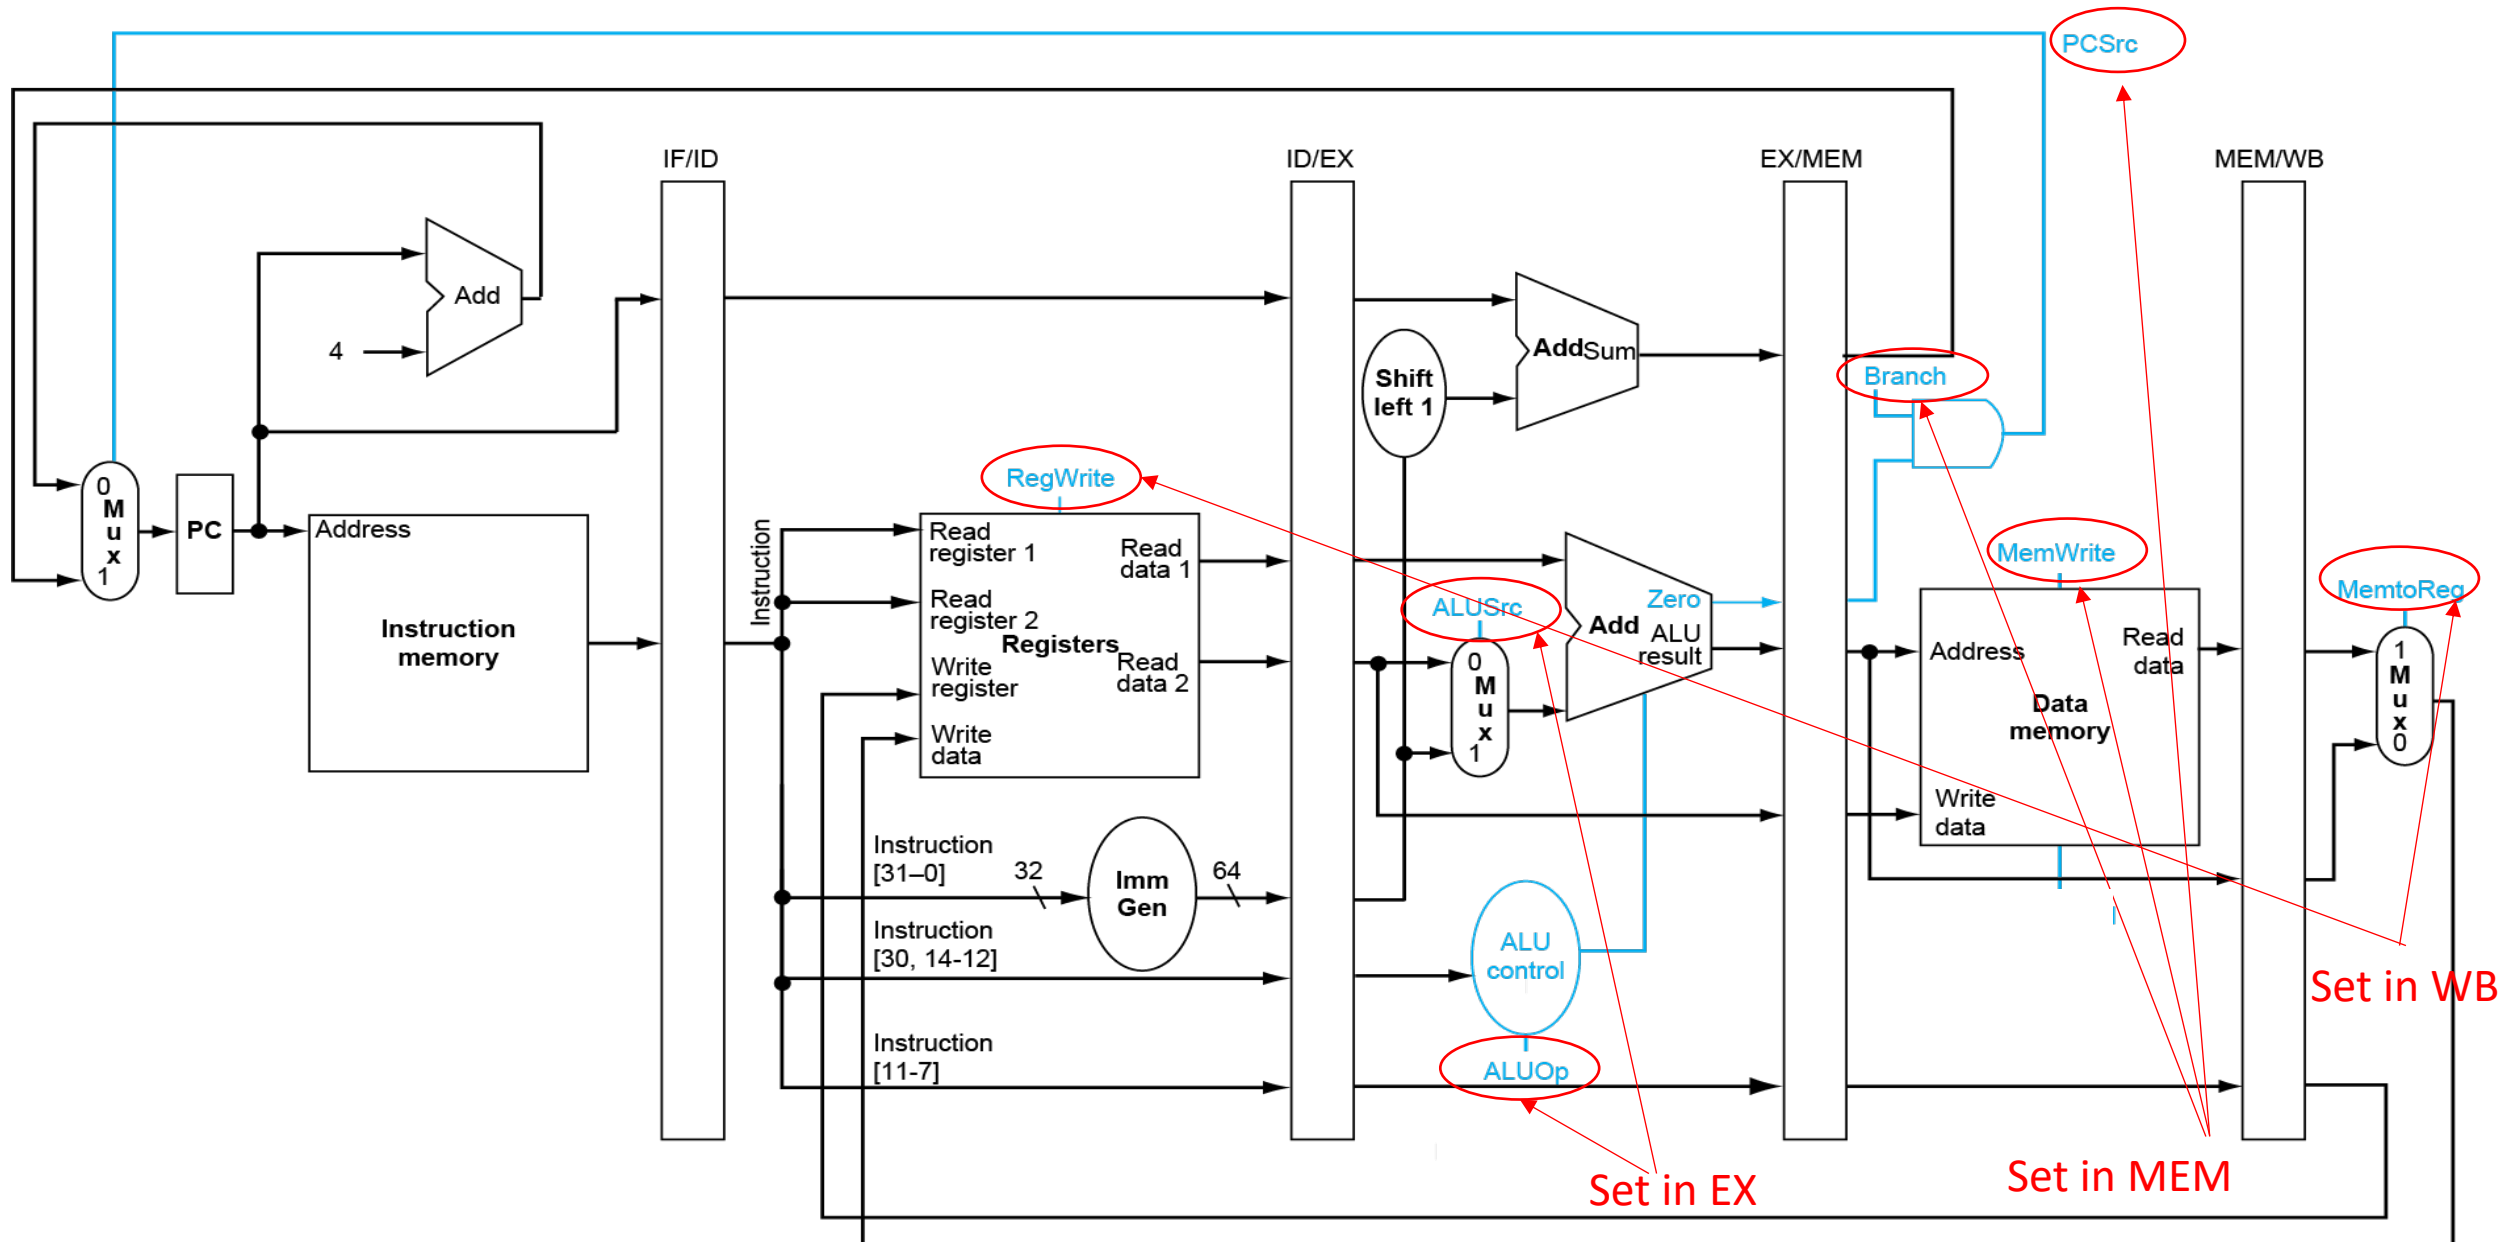 PCSrc
IF/ID
ID/EX
EX/MEM
MEM/WB
Add
4
Add Sum
Shift
left 1
Branch
RegWrite
0
M
u
x
1
PC
Address
Instruction
memory
Instruction
Read
register 1
Read
register 2
Registers
Write
register
Write
data
Read
data 1
Read
data 2
ALUSrc
0
M
u
x
1
Zero
Add
ALU
result
MemWrite
Address
Read
data
Data
memory
Write
data
MemtoReg
1
M
u
x
0
Instruction
[31–0]
32
Imm
Gen
64
Instruction
[30, 14-12]
ALU
control
Instruction
[11-7]
ALUOp
Set in WB
Set in EX
Set in MEM